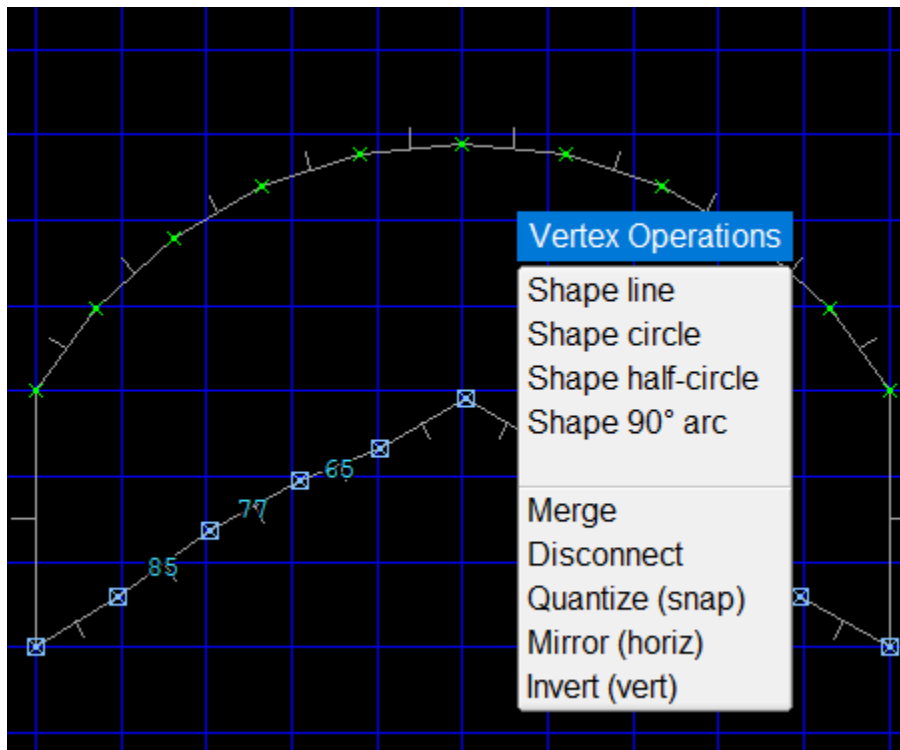 Vertex Operations
Shape line
Shape circle
Shape half-circle
Shape 90° arc
65
77
Merge
Disconnect
85
Quantize (snap)
Mirror (horiz)
Invert (vert)